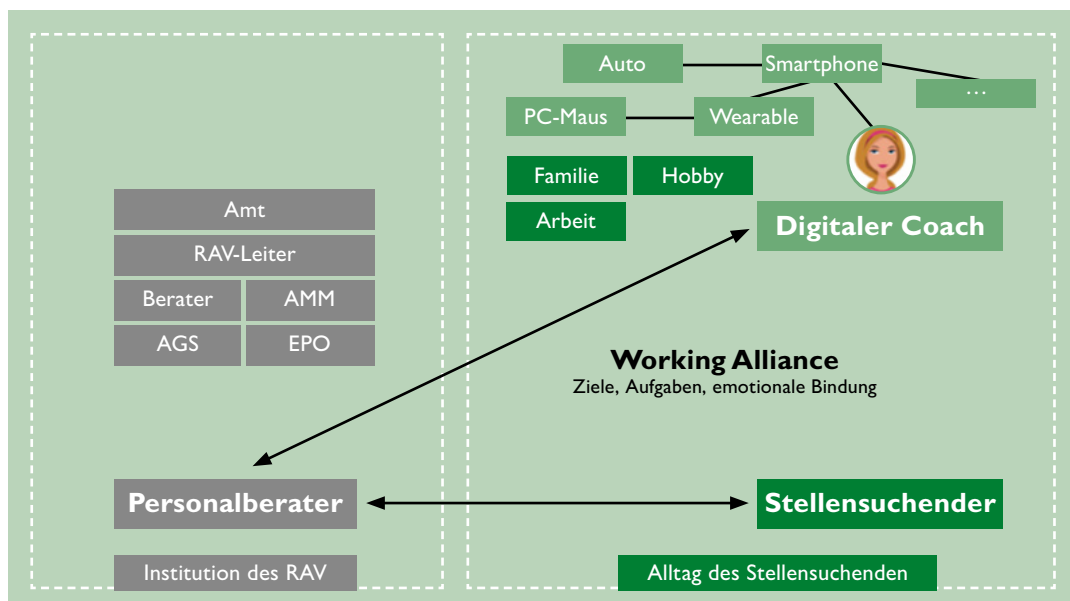 Amt
RAV-Leiter
Berater
AMM
AGS
EPO
Personalberater
Institution des RAV
Auto
Smartphone
...
PC-Maus
Wearable
Familie
Hobby
Arbeit
Digitaler Coach
Working Alliance
Ziele, Aufgaben, emotionale Bindung
Stellensuchender
Alltag des Stellensuchenden